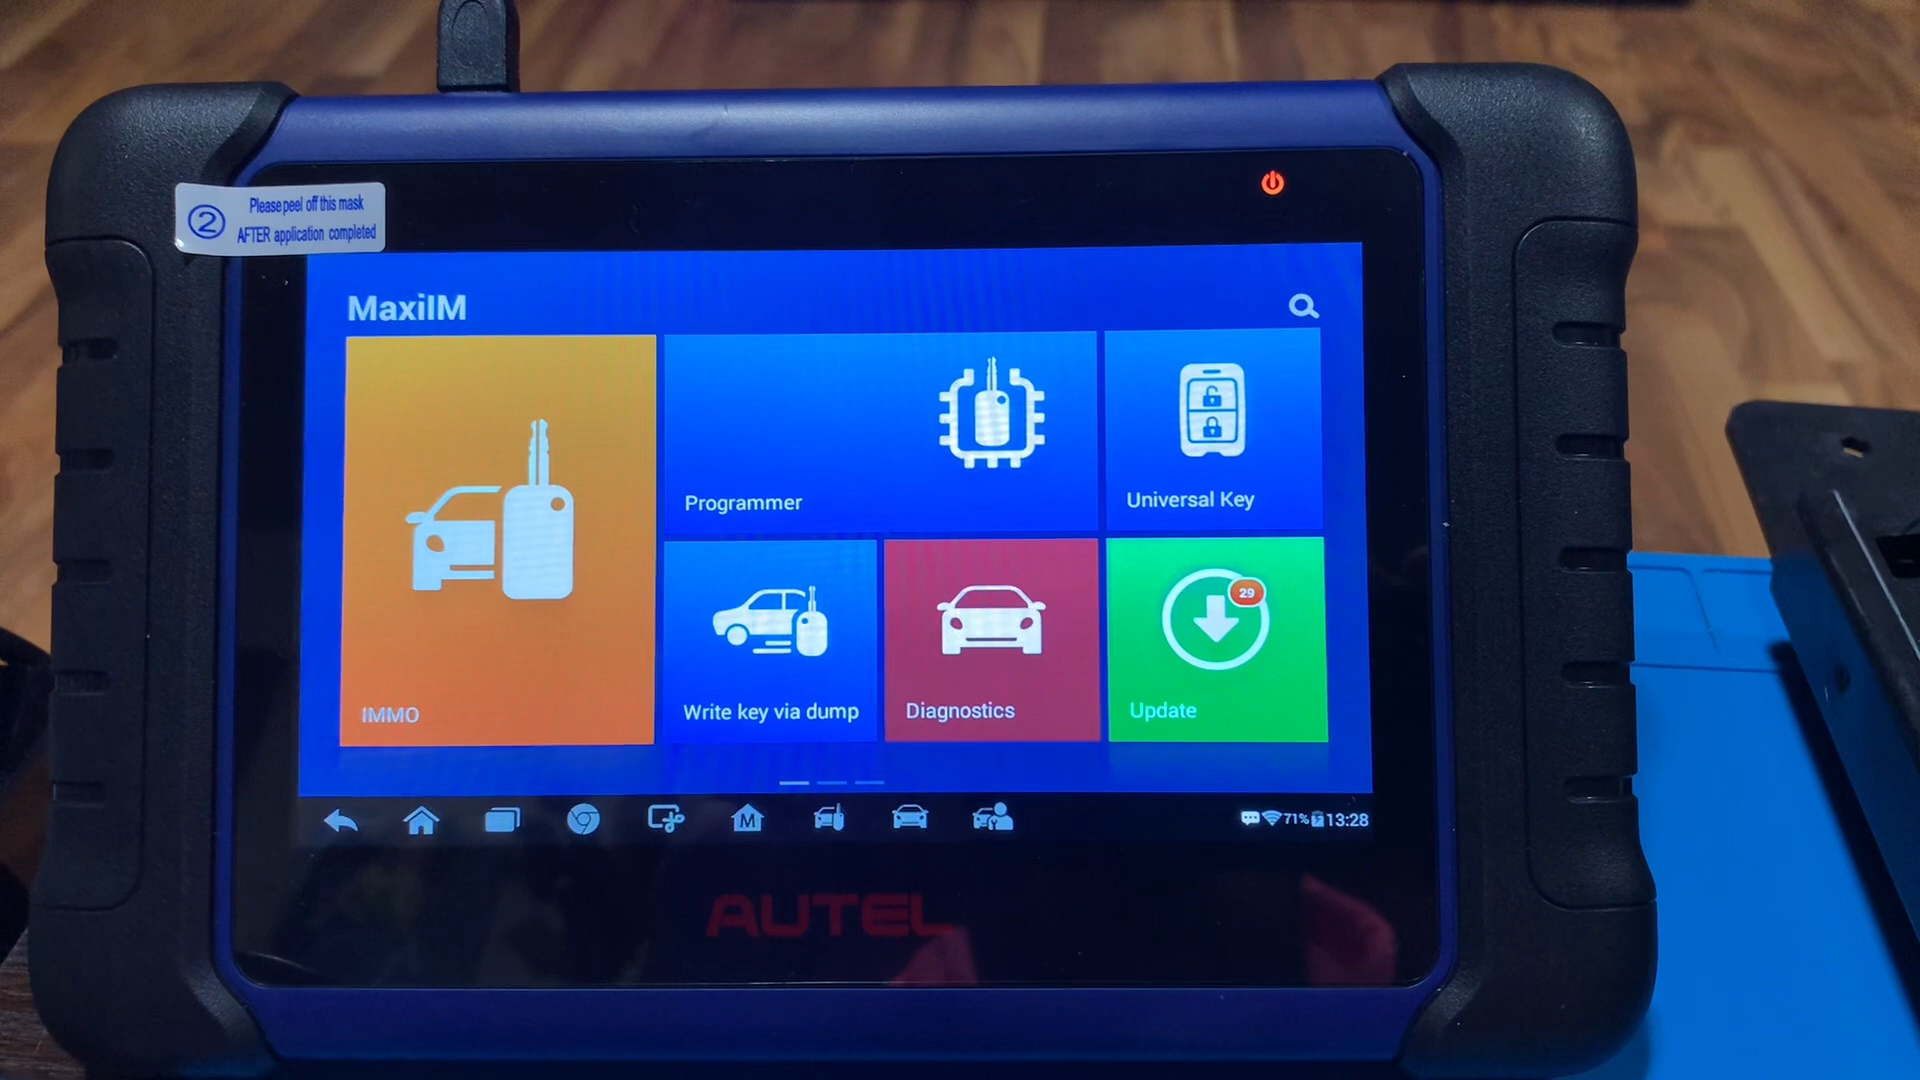 ② Please peel off this mask
AFTER application completed
MaxiIM
Programmer
Universal Key
29
IMMO
Write key via dump
Diagnostics
Update
M
71% 13:28
AUTEL